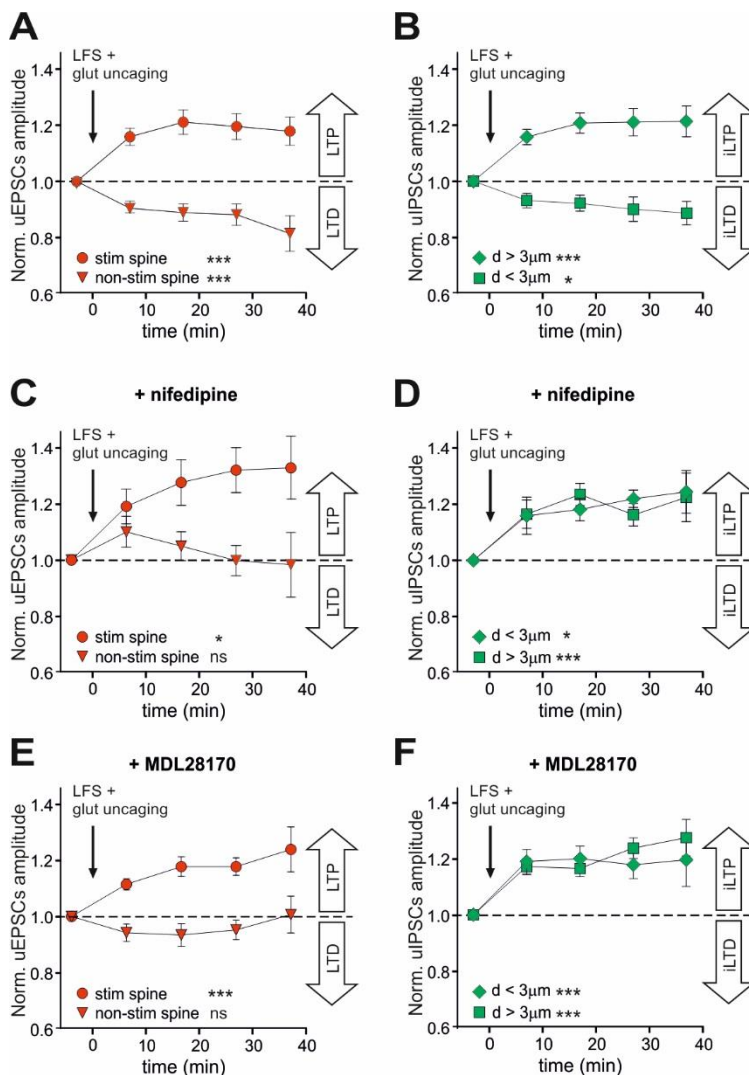 A
LFS +
glut uncaging
Norm. uEPSCs amplitude
1.4
1.2
1.0
0.8
0.6
LTP
LTD
stim spine ***
non-stim spine ***
0 10 20 30 40
time (min)
B
LFS +
glut uncaging
Norm. uIPSCs amplitude
1.4
1.2
1.0
0.8
0.6
iLTP
iLTD
d > 3μm ***
d < 3μm *
0 10 20 30 40
time (min)
C
+ nifedipine
LFS +
glut uncaging
Norm. uEPSCs amplitude
1.4
1.2
1.0
0.8
0.6
LTP
LTD
stim spine *
non-stim spine ns
0 10 20 30 40
time (min)
D
+ nifedipine
LFS +
glut uncaging
Norm. uIPSCs amplitude
1.4
1.2
1.0
0.8
0.6
iLTP
iLTD
d < 3μm *
d > 3μm ***
0 10 20 30 40
time (min)
E
+ MDL28170
LFS +
glut uncaging
Norm. uEPSCs amplitude
1.4
1.2
1.0
0.8
0.6
LTP
LTD
stim spine ***
non-stim spine ns
0 10 20 30 40
time (min)
F
+ MDL28170
LFS +
glut uncaging
Norm. uIPSCs amplitude
1.4
1.2
1.0
0.8
0.6
iLTP
iLTD
d < 3μm ***
d > 3μm ***
0 10 20 30 40
time (min)